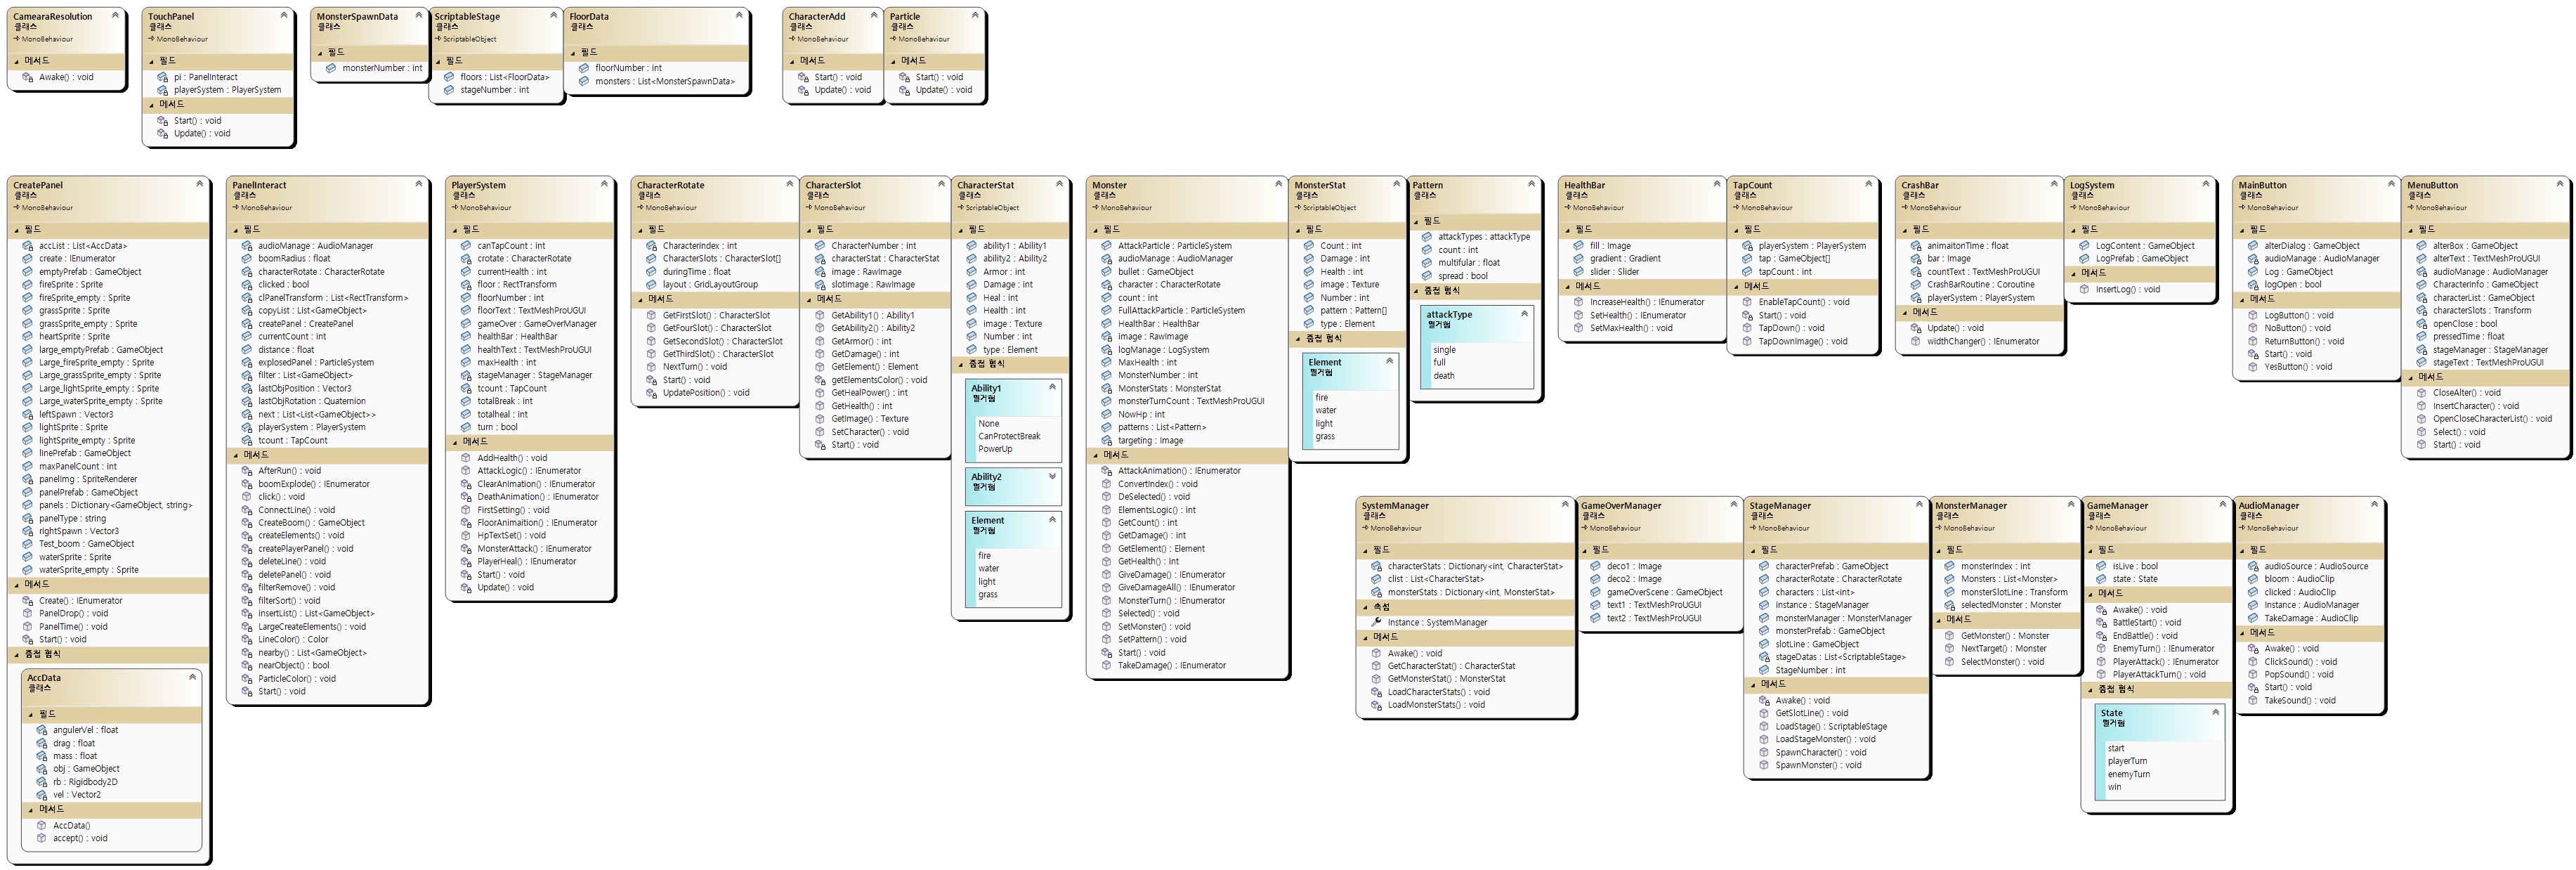 CamearaResolution
클래스
MonoBehaviour
메서드
Awake() : void
TouchPanel
클래스
MonoBehaviour
필드
pi : PanelInteract
playerSystem : PlayerSystem
메서드
Start() : void
Update() : void
MonsterSpawnData
클래스
필드
monsterNumber : int
ScriptableStage
클래스
ScriptableObject
필드
floors : List<FloorData>
stageNumber : int
FloorData
클래스
필드
floorNumber : int
monsters : List<MonsterSpawnData>
CharacterAdd
클래스
MonoBehaviour
메서드
Start() : void
Update() : void
Particle
클래스
MonoBehaviour
메서드
Start() : void
Update() : void
CreatePanel
클래스
MonoBehaviour
필드
accList : List<AccData>
create : IEnumerator
emptyPrefab : GameObject
fireSprite : Sprite
fireSprite_empty : Sprite
grassSprite : Sprite
grassSprite_empty : Sprite
heartSprite : Sprite
large_emptyPrefab : GameObject
Large_fireSprite_empty : Sprite
Large_grassSprite_empty : Sprite
Large_lightSprite_empty : Sprite
Large_waterSprite_empty : Sprite
leftSpawn : Vector3
lightSprite : Sprite
lightSprite_empty : Sprite
linePrefab : GameObject
maxPanelCount : int
panelImg : SpriteRenderer
panelPrefab : GameObject
panels : Dictionary<GameObject, string>
panelType : string
rightSpawn : Vector3
Test_boom : GameObject
waterSprite : Sprite
waterSprite_empty : Sprite
메서드
Create() : IEnumerator
PanelDrop() : void
PanelTime() : void
Start() : void
중첩 형식
AccData
클래스
필드
angulerVel : float
drag : float
mass : float
obj : GameObject
rb : Rigidbody2D
vel : Vector2
메서드
AccData()
accept() : void
PanelInteract
클래스
MonoBehaviour
필드
audioManage : AudioManager
boomRadius : float
characterRotate : CharacterRotate
clicked : bool
clPanelTransform : List<RectTransform>
copyList : List<GameObject>
createPanel : CreatePanel
currentCount : int
distance : float
explosedPanel : ParticleSystem
filter : List<GameObject>
lastObjPosition : Vector3
lastObjRotation : Quaternion
next : List<List<GameObject>>
playerSystem : PlayerSystem
tcount : TapCount
메서드
AfterRun() : void
boomExplode() : IEnumerator
click() : void
ConnectLine() : void
CreateBoom() : GameObject
createElements() : void
createPlayerPanel() : void
deleteLine() : void
deletePanel() : void
filterRemove() : void
filterSort() : void
insertList() : List<GameObject>
LargeCreateElements() : void
LineColor() : Color
nearby() : List<GameObject>
nearObject() : bool
ParticleColor() : void
Start() : void
PlayerSystem
클래스
MonoBehaviour
필드
canTapCount : int
crotate : CharacterRotate
currentHealth : int
floor : RectTransform
floorNumber : int
floorText : TextMeshProUGUI
gameOver : GameOverManager
healthBar : HealthBar
healthText : TextMeshProUGUI
maxHealth : int
stageManager : StageManager
tcount : TapCount
totalBreak : int
totalheal : int
turn : bool
메서드
AddHealth() : void
AttackLogic() : IEnumerator
ClearAnimation() : IEnumerator
DeathAnimation() : IEnumerator
FirstSetting() : void
FloorAnimaition() : IEnumerator
HpTextSet() : void
MonsterAttack() : IEnumerator
PlayerHeal() : IEnumerator
Start() : void
Update() : void
CharacterRotate
클래스
MonoBehaviour
필드
Characterindex : int
CharacterSlots : CharacterSlot[]
duringTime : float
layout : GridLayoutGroup
메서드
GetFirstSlot() : CharacterSlot
GetFourSlot() : CharacterSlot
GetSecondSlot() : CharacterSlot
GetThirdSlot() : CharacterSlot
NextTurn() : void
Start() : void
UpdatePosition() : void
CharacterSlot
클래스
MonoBehaviour
필드
CharacterNumber : int
characterStat : CharacterStat
image : RawImage
slotImage : RawImage
메서드
GetAbility1() : Ability1
GetAbility2() : Ability2
GetArmor() : int
GetDamage() : int
GetElement() : Element
getElementsColor() : void
GetHealPower() : int
GetHealth() : int
GetImage() : Texture
SetCharacter() : void
Start() : void
CharacterStat
클래스
ScriptableObject
필드
ability1 : Ability1
ability2 : Ability2
Armor : int
Damage : int
Heal : int
Health : int
image : Texture
Number : int
type : Element
중첩 형식
Ability1
열거형
None
CanProtectBreak
PowerUp
Ability2
열거형
Element
열거형
fire
water
light
grass
Monster
클래스
MonoBehaviour
필드
AttackParticle : ParticleSystem
audioManage : AudioManager
bullet : GameObject
character : CharacterRotate
count : int
FullAttackParticle : ParticleSystem
HealthBar : HealthBar
image : RawImage
logManage : LogSystem
MaxHealth : int
MonsterNumber : int
MonsterStats : MonsterStat
monsterTurnCount : TextMeshProUGUI
NowHp : int
patterns : List<Pattern>
targeting : Image
메서드
AttackAnimation() : IEnumerator
ConvertIndex() : void
DeSelected() : void
ElementsLogic() : int
GetCount() : int
GetDamage() : int
GetElement() : Element
GetHealth() : int
GiveDamage() : IEnumerator
GiveDamageAll() : IEnumerator
MonsterTurn() : IEnumerator
Selected() : void
SetMonster() : void
SetPattern() : void
Start() : void
TakeDamage() : IEnumerator
MonsterStat
클래스
ScriptableObject
필드
Count : int
Damage : int
Health : int
image : Texture
Number : int
pattern : Pattern[]
type : Element
중첩 형식
Element
열거형
fire
water
light
grass
Pattern
클래스
필드
attackTypes : attackType
count : int
multifular : float
spread : bool
중첩 형식
attackType
열거형
single
full
death
HealthBar
클래스
MonoBehaviour
필드
fill : Image
gradient : Gradient
slider : Slider
메서드
IncreaseHealth() : IEnumerator
SetHealth() : IEnumerator
SetMaxHealth() : void
TapCount
클래스
MonoBehaviour
필드
playerSystem : PlayerSystem
tap : GameObject[]
tapCount : int
메서드
EnableTapCount() : void
Start() : void
TapDown() : void
TapDownImage() : void
CrashBar
클래스
MonoBehaviour
필드
animaitonTime : float
bar : Image
countText : TextMeshProUGUI
CrashBarRoutine : Coroutine
playerSystem : PlayerSystem
메서드
Update() : void
widthChanger() : IEnumerator
LogSystem
클래스
MonoBehaviour
필드
LogContent : GameObject
LogPrefab : GameObject
메서드
InsertLog() : void
MainButton
클래스
MonoBehaviour
필드
alterDialog : GameObject
audioManage : AudioManager
Log : GameObject
logOpen : bool
메서드
LogButton() : void
NoButton() : void
ReturnButton() : void
Start() : void
YesButton() : void
MenuButton
클래스
MonoBehaviour
필드
alterBox : GameObject
alterText : TextMeshProUGUI
audioManage : AudioManager
CharacterInfo : GameObject
characterList : GameObject
characterSlots : Transform
openClose : bool
pressedTime : float
stageManager : StageManager
stageText : TextMeshProUGUI
메서드
CloseAlter() : void
InsertCharacter() : void
OpenCloseCharacterList() : void
Select() : void
Start() : void
SystemManager
클래스
MonoBehaviour
필드
characterStats : Dictionary<int, CharacterStat>
clist : List<CharacterStat>
monsterStats : Dictionary<int, MonsterStat>
속성
Instance : SystemManager
메서드
Awake() : void
GetCharacterStat() : CharacterStat
GetMonsterStat() : MonsterStat
LoadCharacterStats() : void
LoadMonsterStats() : void
GameOverManager
클래스
MonoBehaviour
필드
deco1 : Image
deco2 : Image
gameOverScene : GameObject
text1 : TextMeshProUGUI
text2 : TextMeshProUGUI
StageManager
클래스
MonoBehaviour
필드
characterPrefab : GameObject
characterRotate : CharacterRotate
characters : List<int>
instance : StageManager
monsterManager : MonsterManager
monsterPrefab : GameObject
slotLine : GameObject
stageDatas : List<ScriptableStage>
StageNumber : int
메서드
Awake() : void
GetSlotLine() : void
LoadStage() : ScriptableStage
LoadStageMonster() : void
SpawnCharacter() : void
SpawnMonster() : void
MonsterManager
클래스
MonoBehaviour
필드
monsterIndex : int
Monsters : List<Monster>
monsterSlotLine : Transform
selectedMonster : Monster
메서드
GetMonster() : Monster
NextTarget() : Monster
SelectMonster() : void
GameManager
클래스
MonoBehaviour
필드
isLive : bool
state : State
메서드
Awake() : void
BattleStart() : void
EndBattle() : void
EnemyTurn() : IEnumerator
PlayerAttack() : IEnumerator
PlayerAttackTurn() : void
중첩 형식
State
열거형
start
playerTurn
enemyTurn
win
AudioManager
클래스
MonoBehaviour
필드
audioSource : AudioSource
bloom : AudioClip
clicked : AudioClip
Instance : AudioManager
TakeDamage : AudioClip
메서드
Awake() : void
ClickSound() : void
PopSound() : void
Start() : void
TakeSound() : void